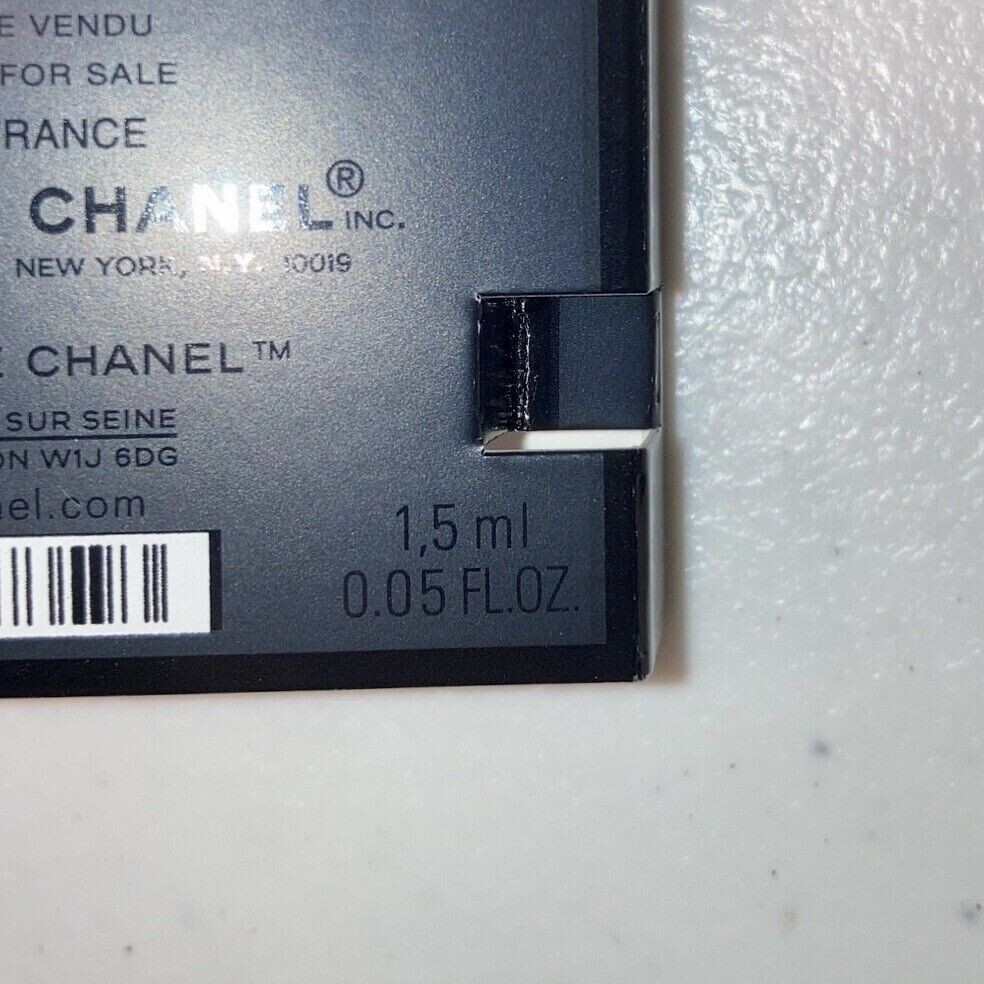 E VENDU
FOR SALE
RANCE
CHANEL® INC.
NEW YORK, N.Y. 10019
E CHANEL™
SUR SEINE
ON W1J 6DG
nel.com
1,5 ml
0.05 FL.OZ.